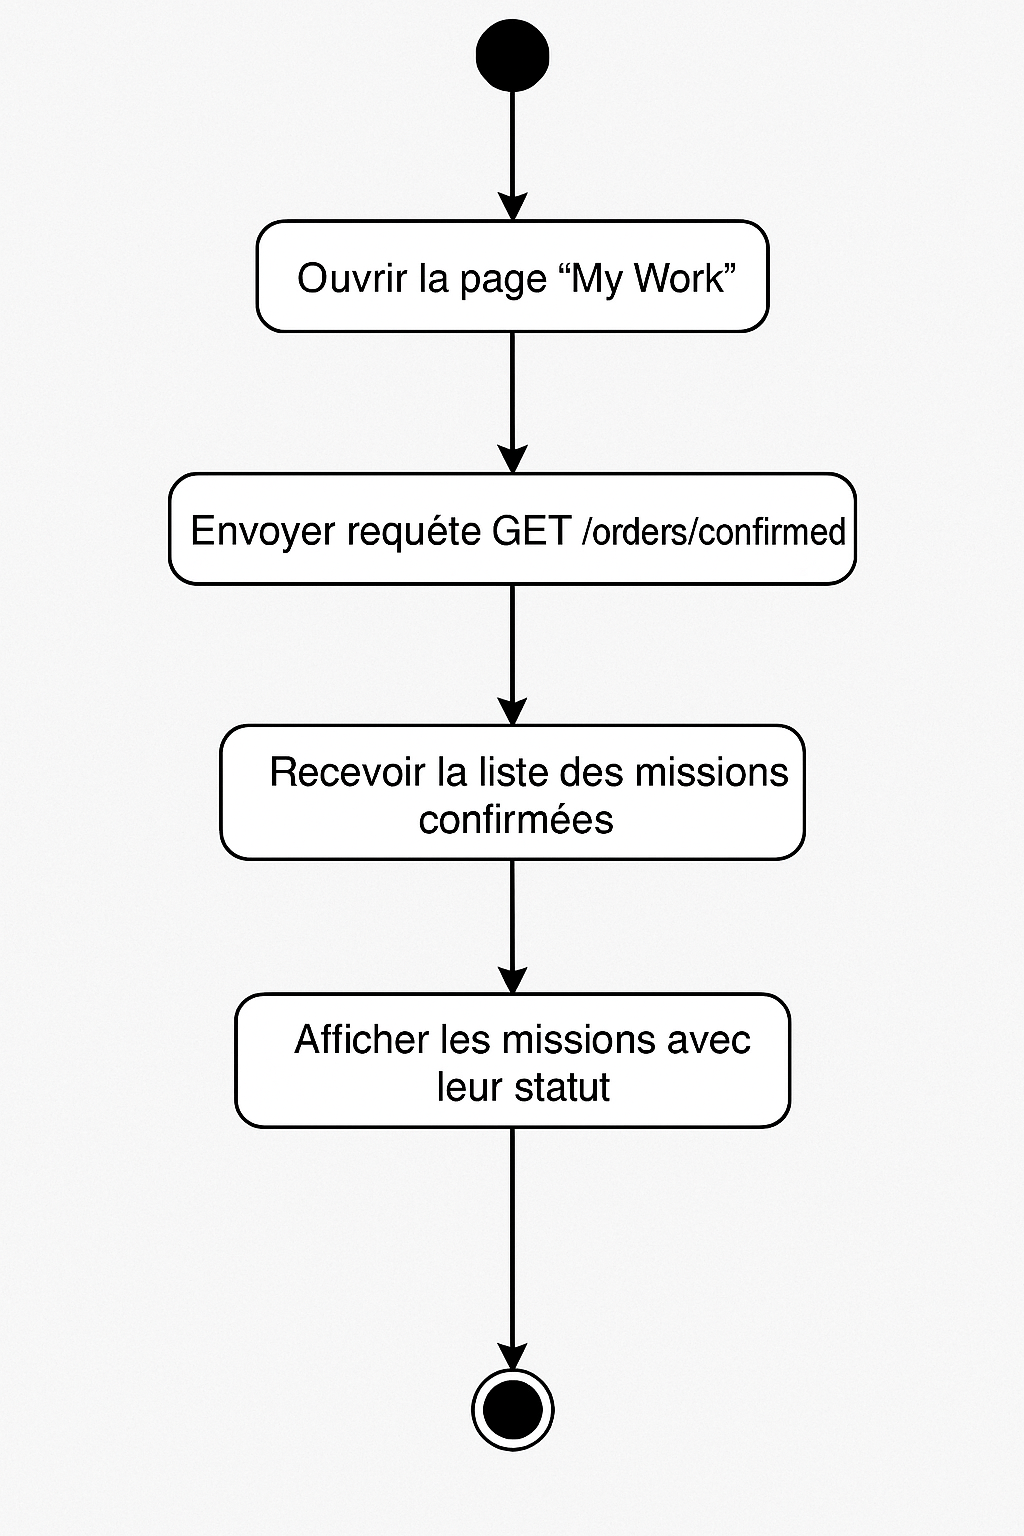 Ouvrir la page “My Work”
Envoyer requéte GET /orders/confirmed
Recevoir la liste des missions
confirmées
Afficher les missions avec
leur statut